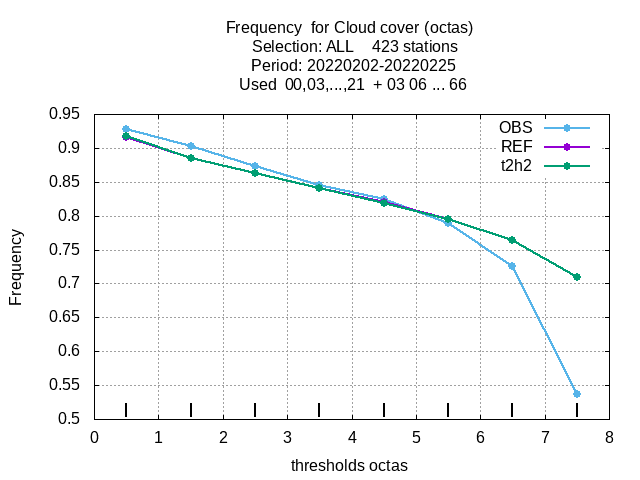 Frequency  for Cloud cover (octas)
Selection: ALL    423 stations
Period: 20220202-20220225
Used  00,03,...,21  + 03 06 ... 66
0.95
0.9
0.85
0.8
0.75
0.7
0.65
0.6
0.55
0.5
Frequency
OBS
REF
t2h2
0 1 2 3 4 5 6 7 8
thresholds octas